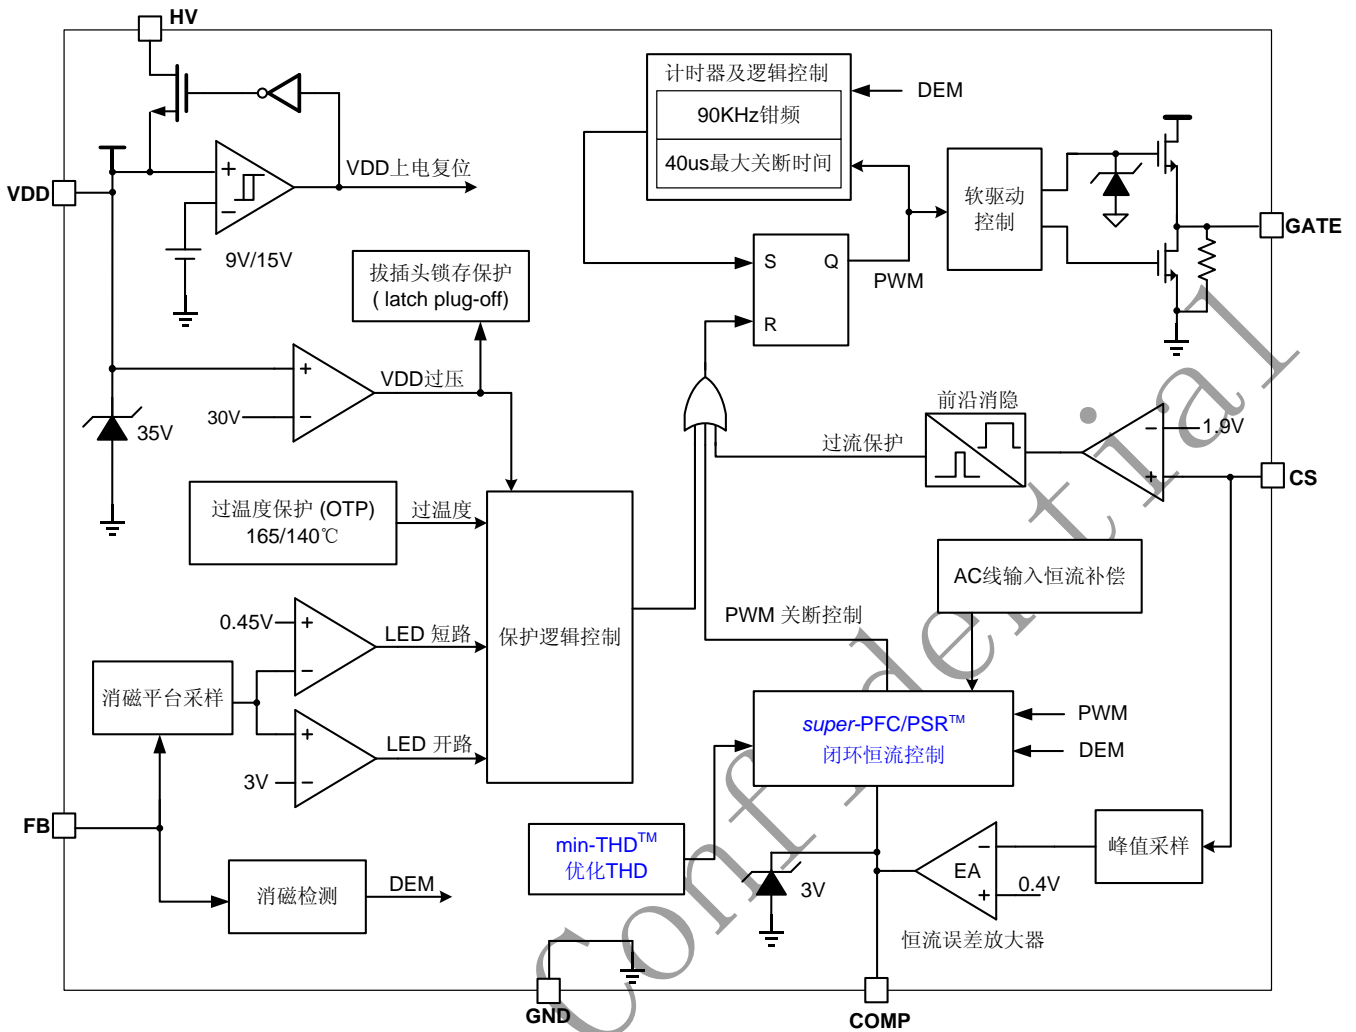 HV
计时器及逻辑控制
DEM
90KHz钳频
40us最大关断时间
VDD上电复位
VDD
9V/15V
软驱动
控制
GATE
S
Q
R
PWM
拔插头锁存保护
( latch plug-off)
VDD过压
30V
35V
前沿消隐
过流保护
1.9V
CS
过温度保护 (OTP)
165/140℃
过温度
AC线输入恒流补偿
PWM 关断控制
0.45V
LED 短路
保护逻辑控制
消磁平台采样
LED 开路
3V
super-PFC/PSR™
闭环恒流控制
PWM
DEM
FB
min-THD™
优化THD
消磁检测
DEM
3V
EA
0.4V
峰值采样
恒流误差放大器
GND
COMP
Confidential